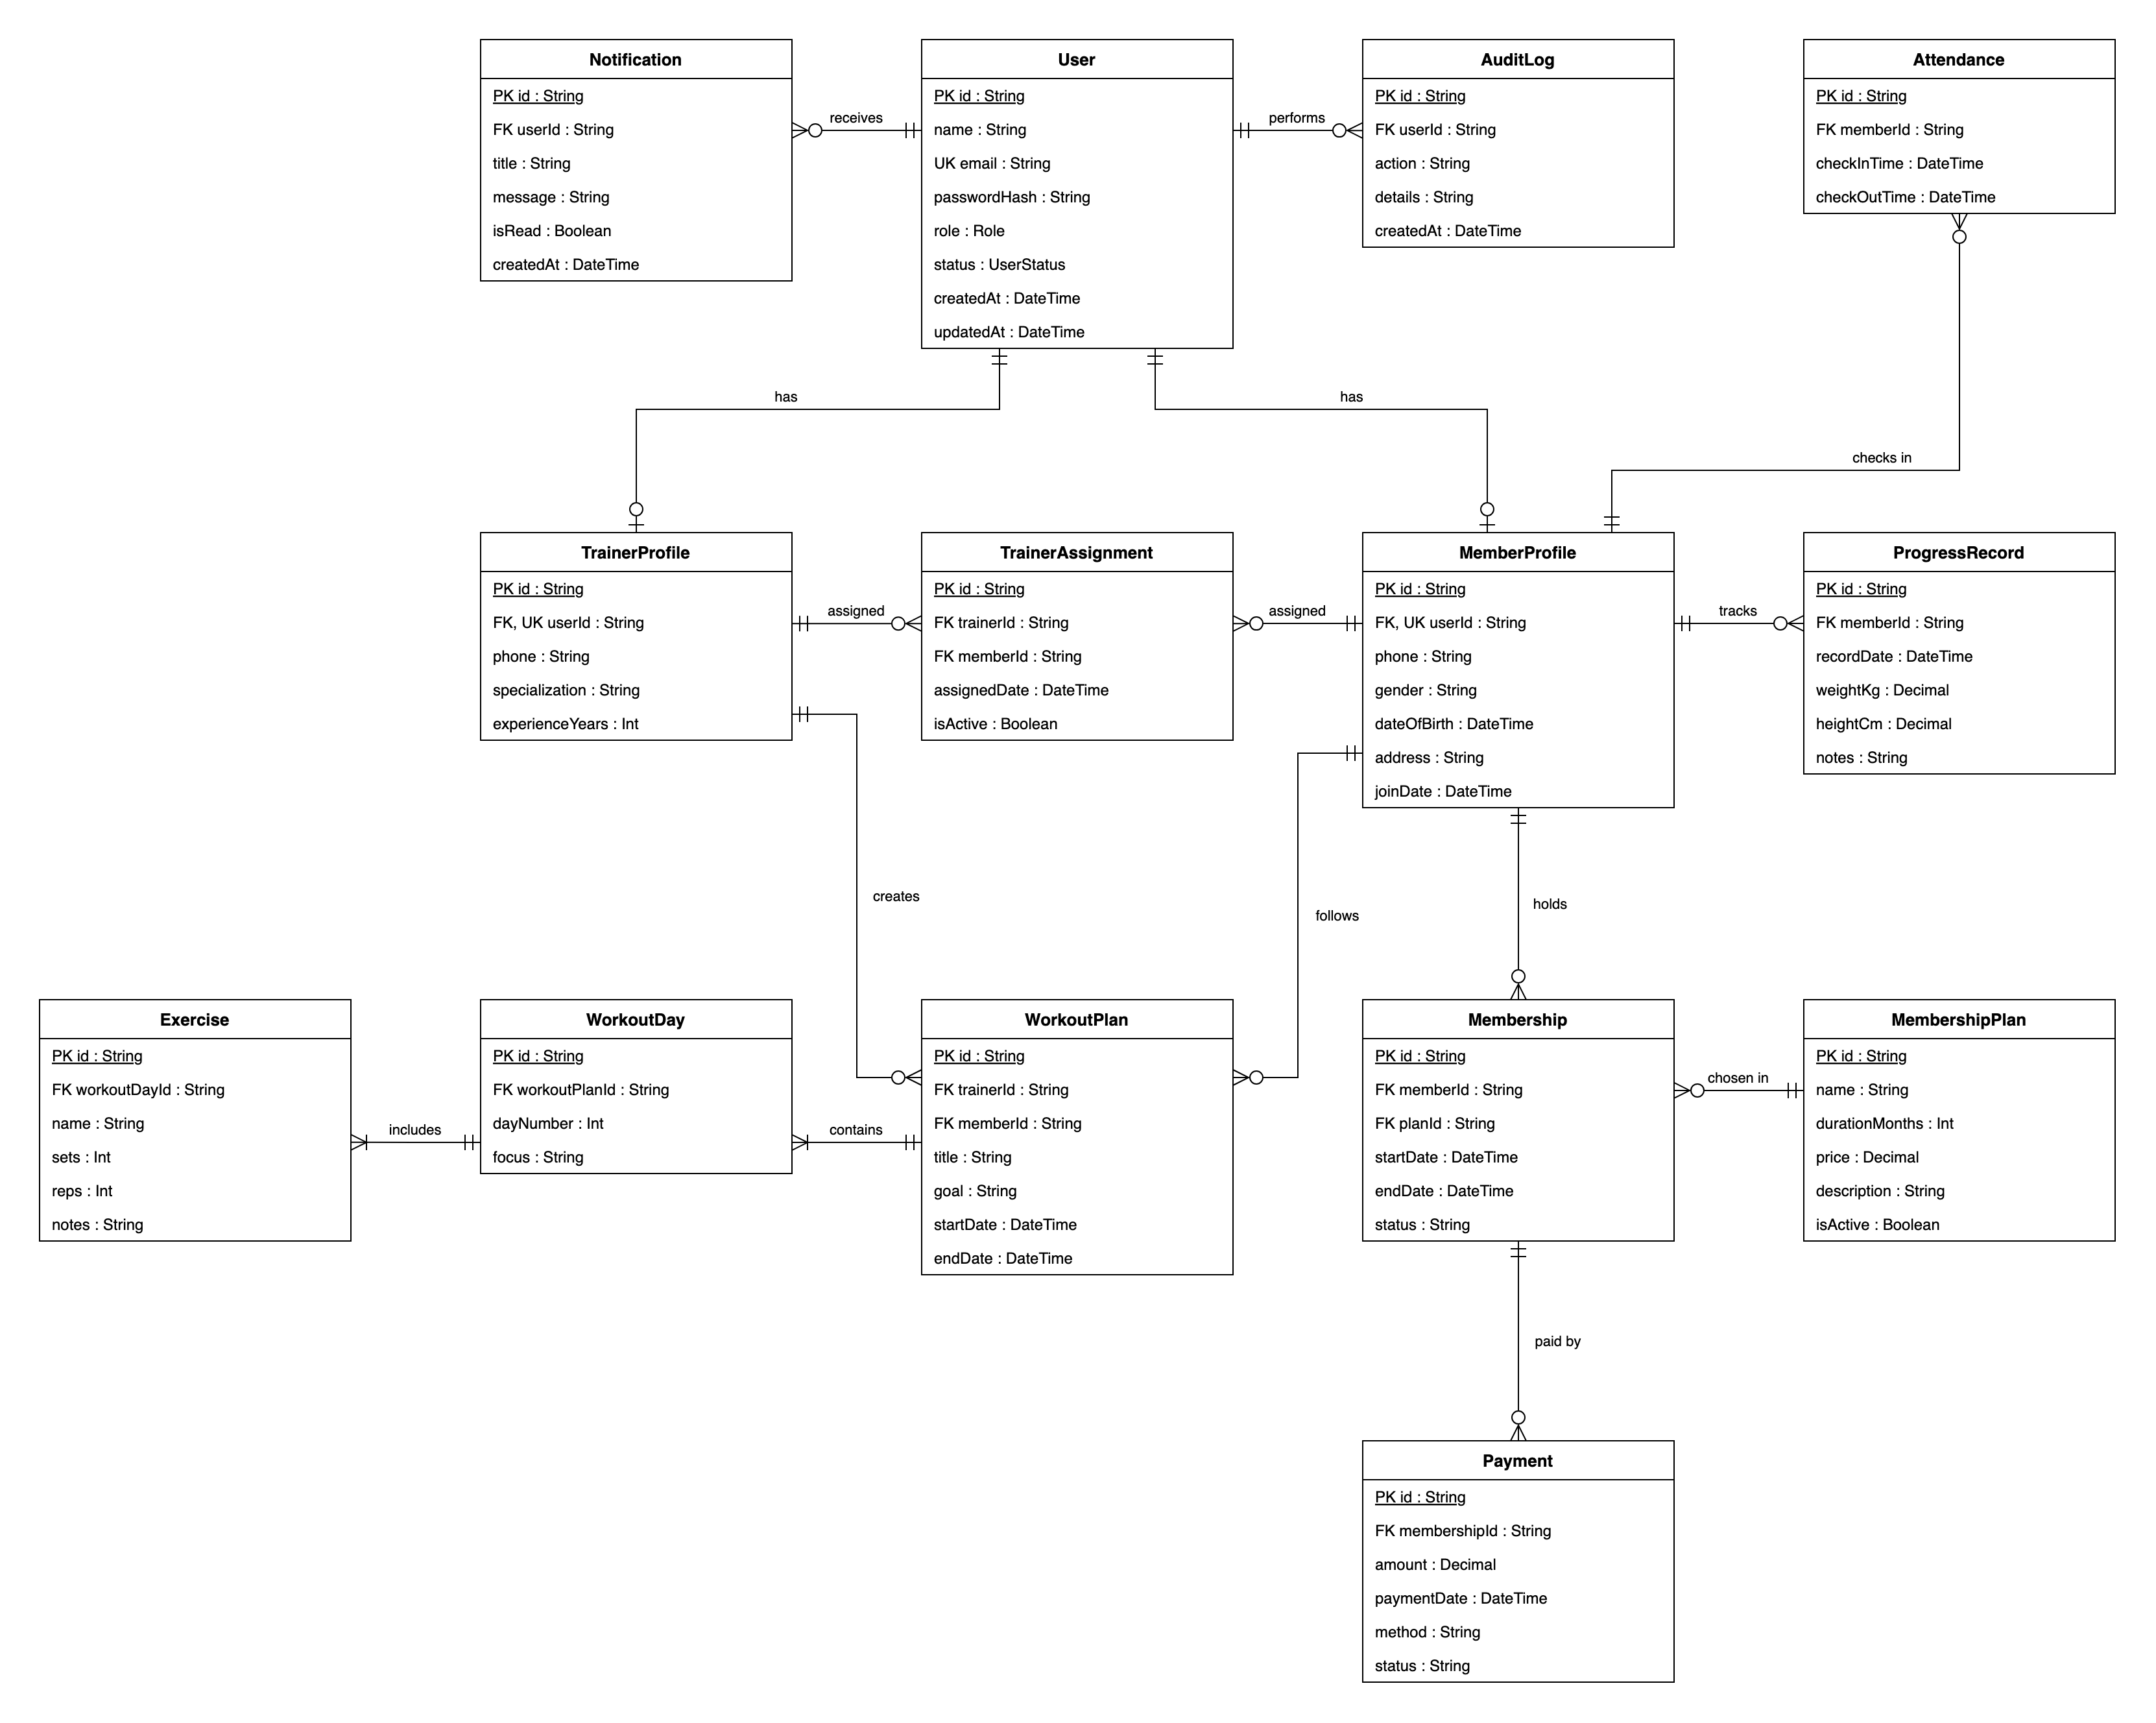 Notification
PK id : String
FK userId : String
title : String
message : String
isRead : Boolean
createdAt : DateTime
receives
User
PK id : String
name : String
UK email : String
passwordHash : String
role : Role
status : UserStatus
createdAt : DateTime
updatedAt : DateTime
performs
AuditLog
PK id : String
FK userId : String
action : String
details : String
createdAt : DateTime
Attendance
PK id : String
FK memberId : String
checkInTime : DateTime
checkOutTime : DateTime
has
has
checks in
TrainerProfile
PK id : String
FK, UK userId : String
phone : String
specialization : String
experienceYears : Int
assigned
TrainerAssignment
PK id : String
FK trainerId : String
FK memberId : String
assignedDate : DateTime
isActive : Boolean
assigned
MemberProfile
PK id : String
FK, UK userId : String
phone : String
gender : String
dateOfBirth : DateTime
address : String
joinDate : DateTime
tracks
ProgressRecord
PK id : String
FK memberId : String
recordDate : DateTime
weightKg : Decimal
heightCm : Decimal
notes : String
creates
follows
holds
Exercise
PK id : String
FK workoutDayId : String
name : String
sets : Int
reps : Int
notes : String
includes
WorkoutDay
PK id : String
FK workoutPlanId : String
dayNumber : Int
focus : String
contains
WorkoutPlan
PK id : String
FK trainerId : String
FK memberId : String
title : String
goal : String
startDate : DateTime
endDate : DateTime
Membership
PK id : String
FK memberId : String
FK planId : String
startDate : DateTime
endDate : DateTime
status : String
chosen in
MembershipPlan
PK id : String
name : String
durationMonths : Int
price : Decimal
description : String
isActive : Boolean
paid by
Payment
PK id : String
FK membershipId : String
amount : Decimal
paymentDate : DateTime
method : String
status : String